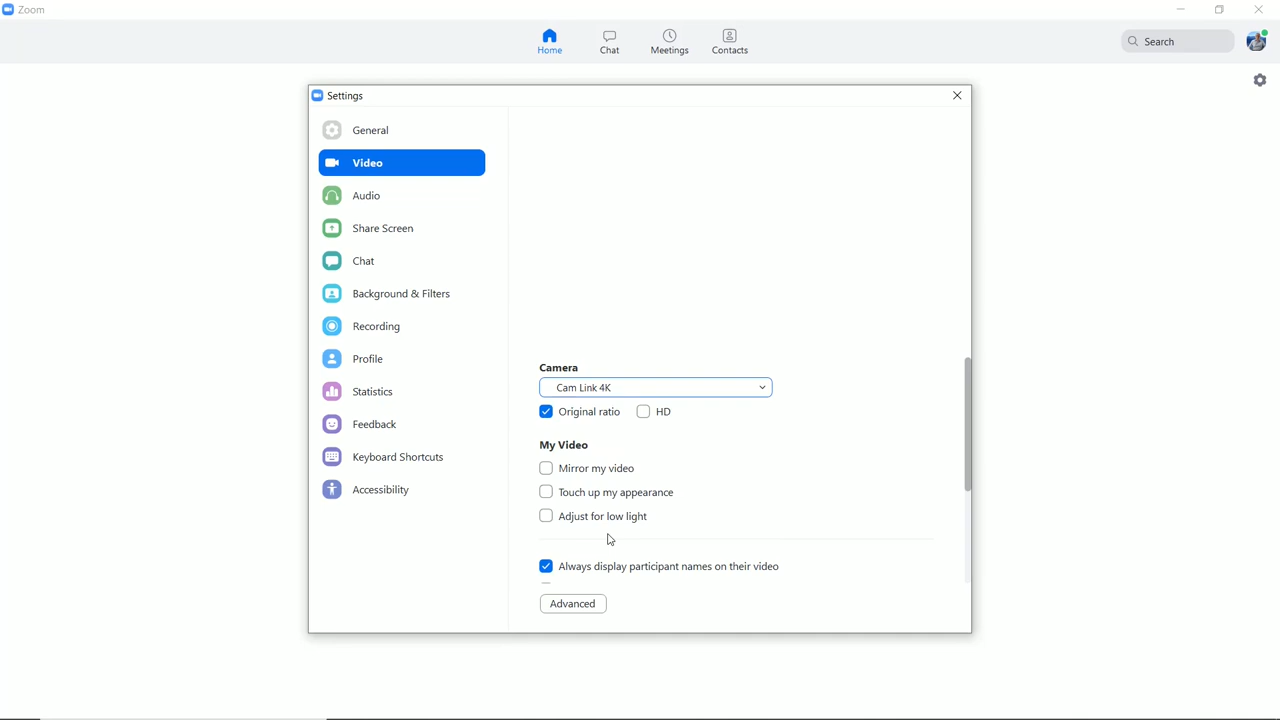 Zoom
Home
Chat
Meetings
Contacts
Search
Settings
General
Video
Audio
Share Screen
Chat
Background & Filters
Recording
Profile
Statistics
Feedback
Keyboard Shortcuts
Accessibility
Camera
Cam Link 4K
Original ratio HD
My Video
Mirror my video
Touch up my appearance
Adjust for low light
Always display participant names on their video
Advanced